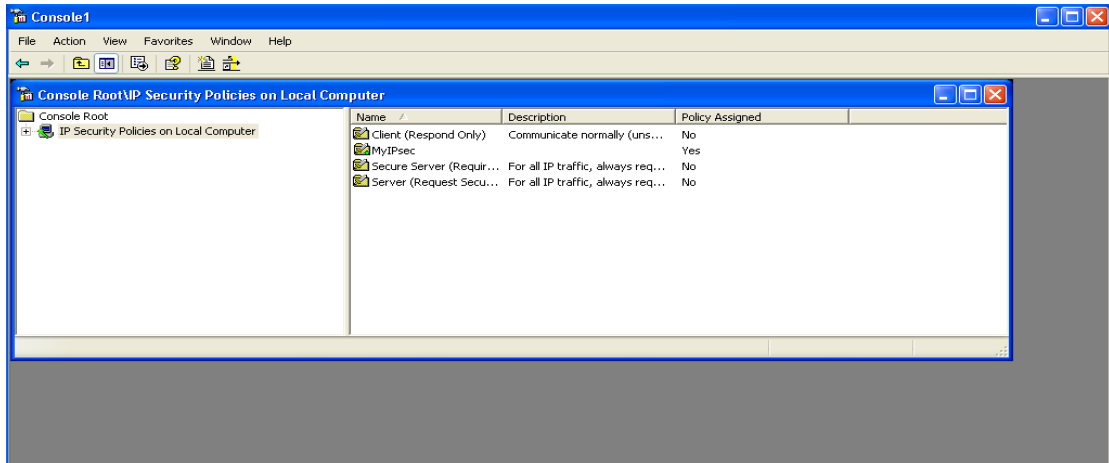 Console1
File Action View Favorites Window Help
Console Root\IP Security Policies on Local Computer
Console Root
IP Security Policies on Local Computer
Name Description Policy Assigned
Client (Respond Only) Communicate normally (uns... No
MyIPsec Yes
Secure Server (Requir... For all IP traffic, always req... No
Server (Request Secu... For all IP traffic, always req... No